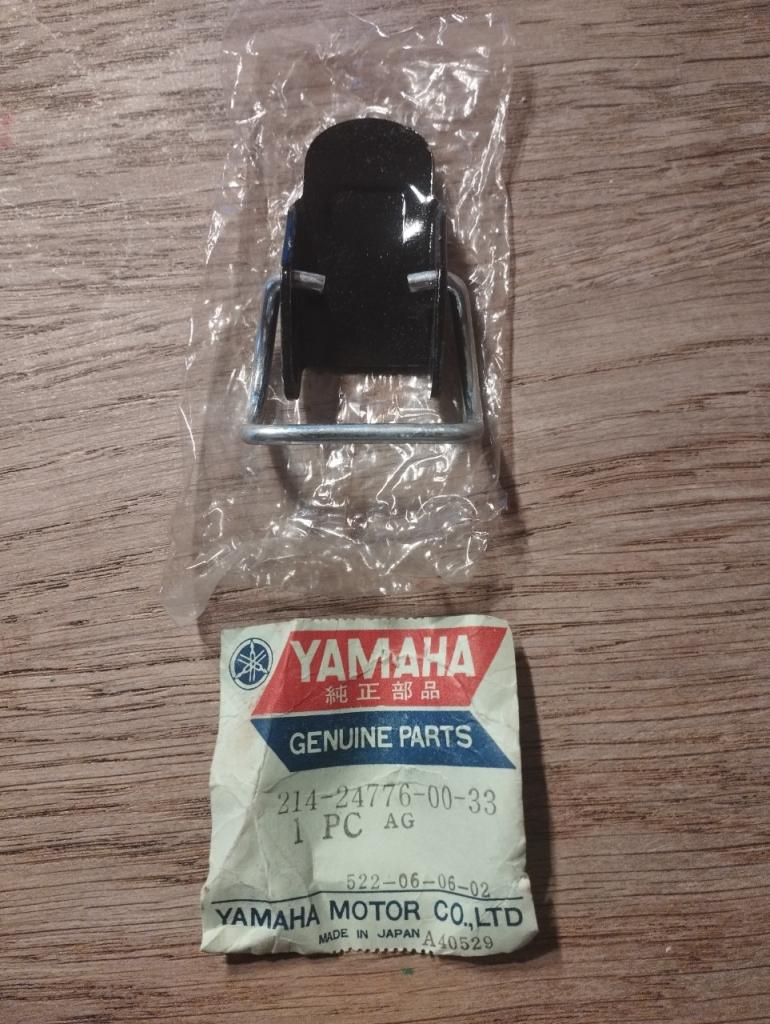 YAMAHA
純正部品
GENUINE PARTS
214-24776-00-33
1 PC AG
522-06-06-02
YAMAHA MOTOR CO.,LTD
MADE IN JAPAN A40529